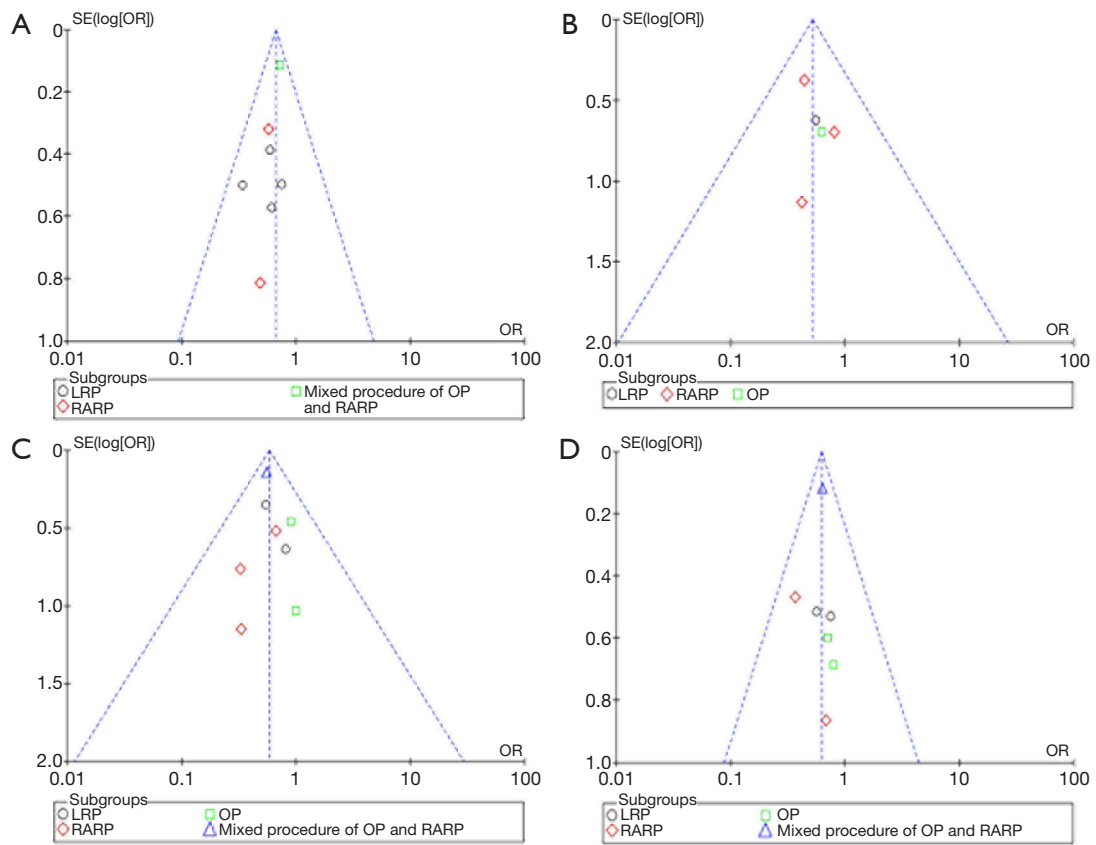 A
SE(log[OR])
0
0.2
0.4
0.6
0.8
1.0
OR
0.01 0.1 1 10 100
Subgroups
LRP
Mixed procedure of OP
RARP
and RARP
B
SE(log[OR])
0
0.5
1.0
1.5
2.0
OR
0.01 0.1 1 10 100
Subgroups
LRP RARP OP
C
SE(log[OR])
0
0.5
1.0
1.5
2.0
OR
0.01 0.1 1 10 100
Subgroups
LRP OP
RARP Mixed procedure of OP and RARP
D
SE(log[OR])
0
0.2
0.4
0.6
0.8
1.0
OR
0.01 0.1 1 10 100
Subgroups
LRP OP
RARP Mixed procedure of OP and RARP